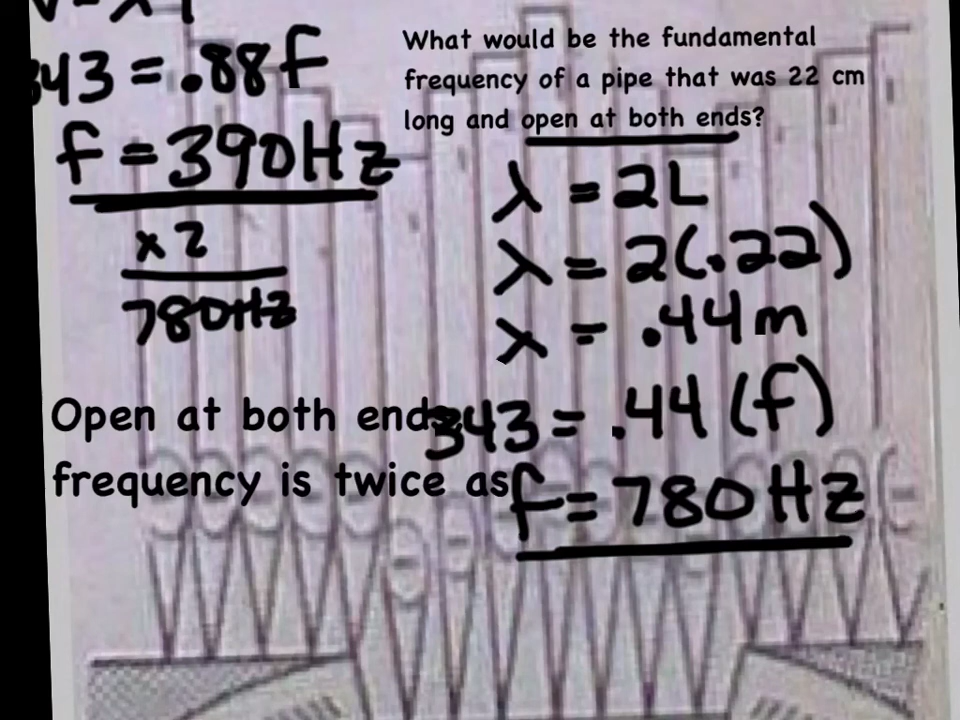 343 = .88f
f = 390Hz
x 2
780Hz
Open at both ends
frequency is twice as
What would be the fundamental
frequency of a pipe that was 22 cm
long and open at both ends?
λ = 2L
λ = 2(.22)
λ = .44m
343 = .44 (f)
f = 780 Hz